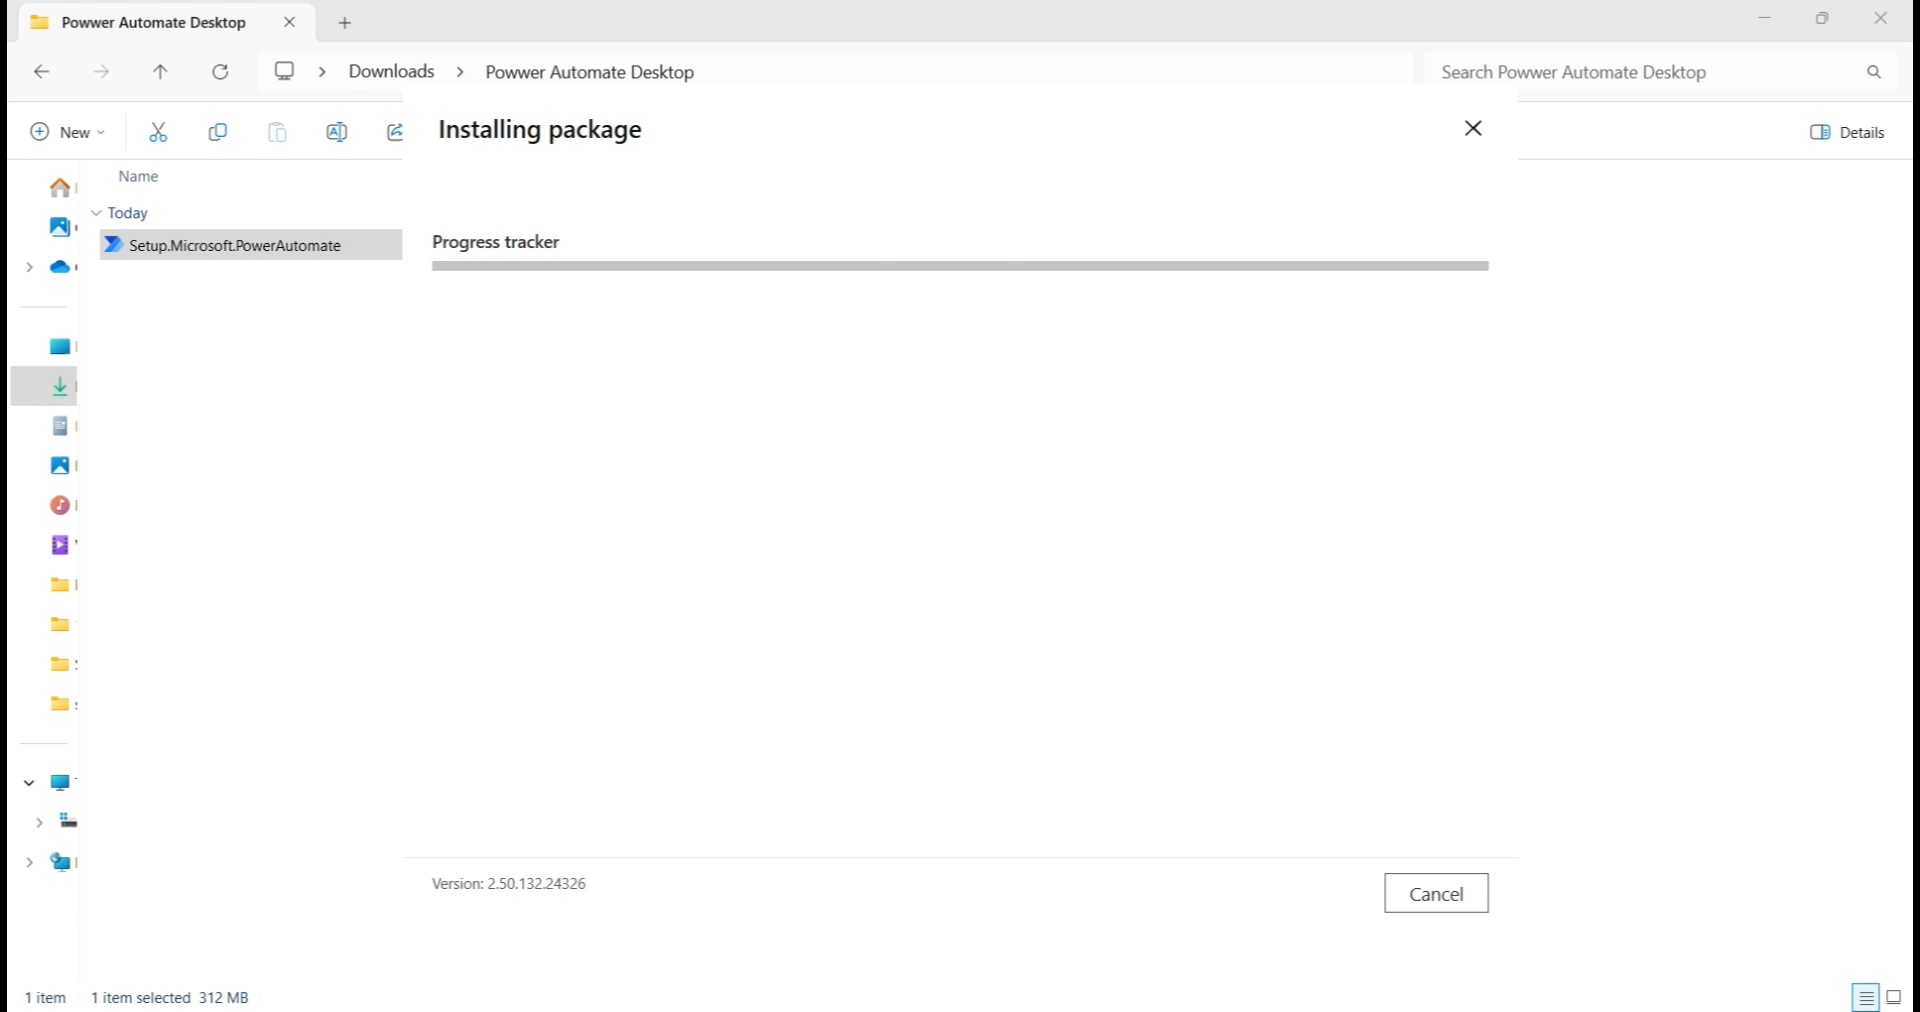 Powwer Automate Desktop
Downloads > Powwer Automate Desktop
Search Powwer Automate Desktop
New
Installing package
Details
Name
Today
Setup.Microsoft.PowerAutomate
Progress tracker
Version: 2.50.132.24326
Cancel
1 item 1 item selected 312 MB